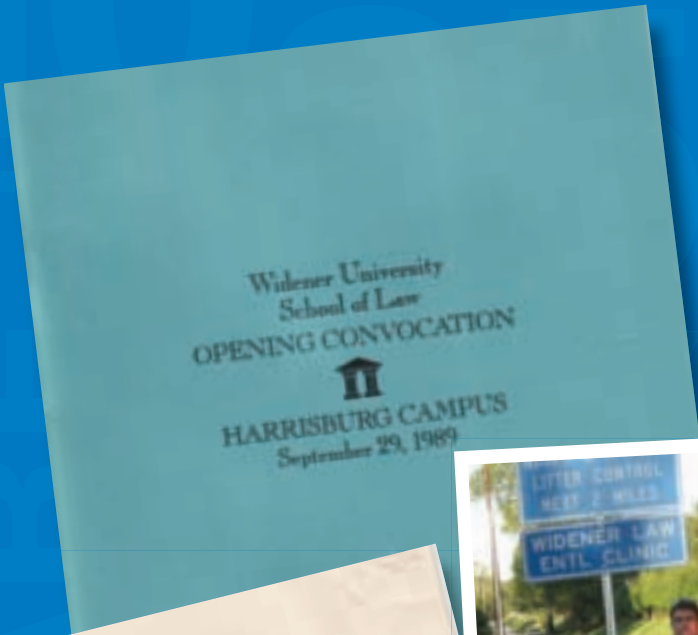 Widener University
School of Law
OPENING CONVOCATION
HARRISBURG CAMPUS
September 29, 1989
LITTER CONTROL
NEXT 2 MILES
WIDENER LAW
ENTL CLINIC